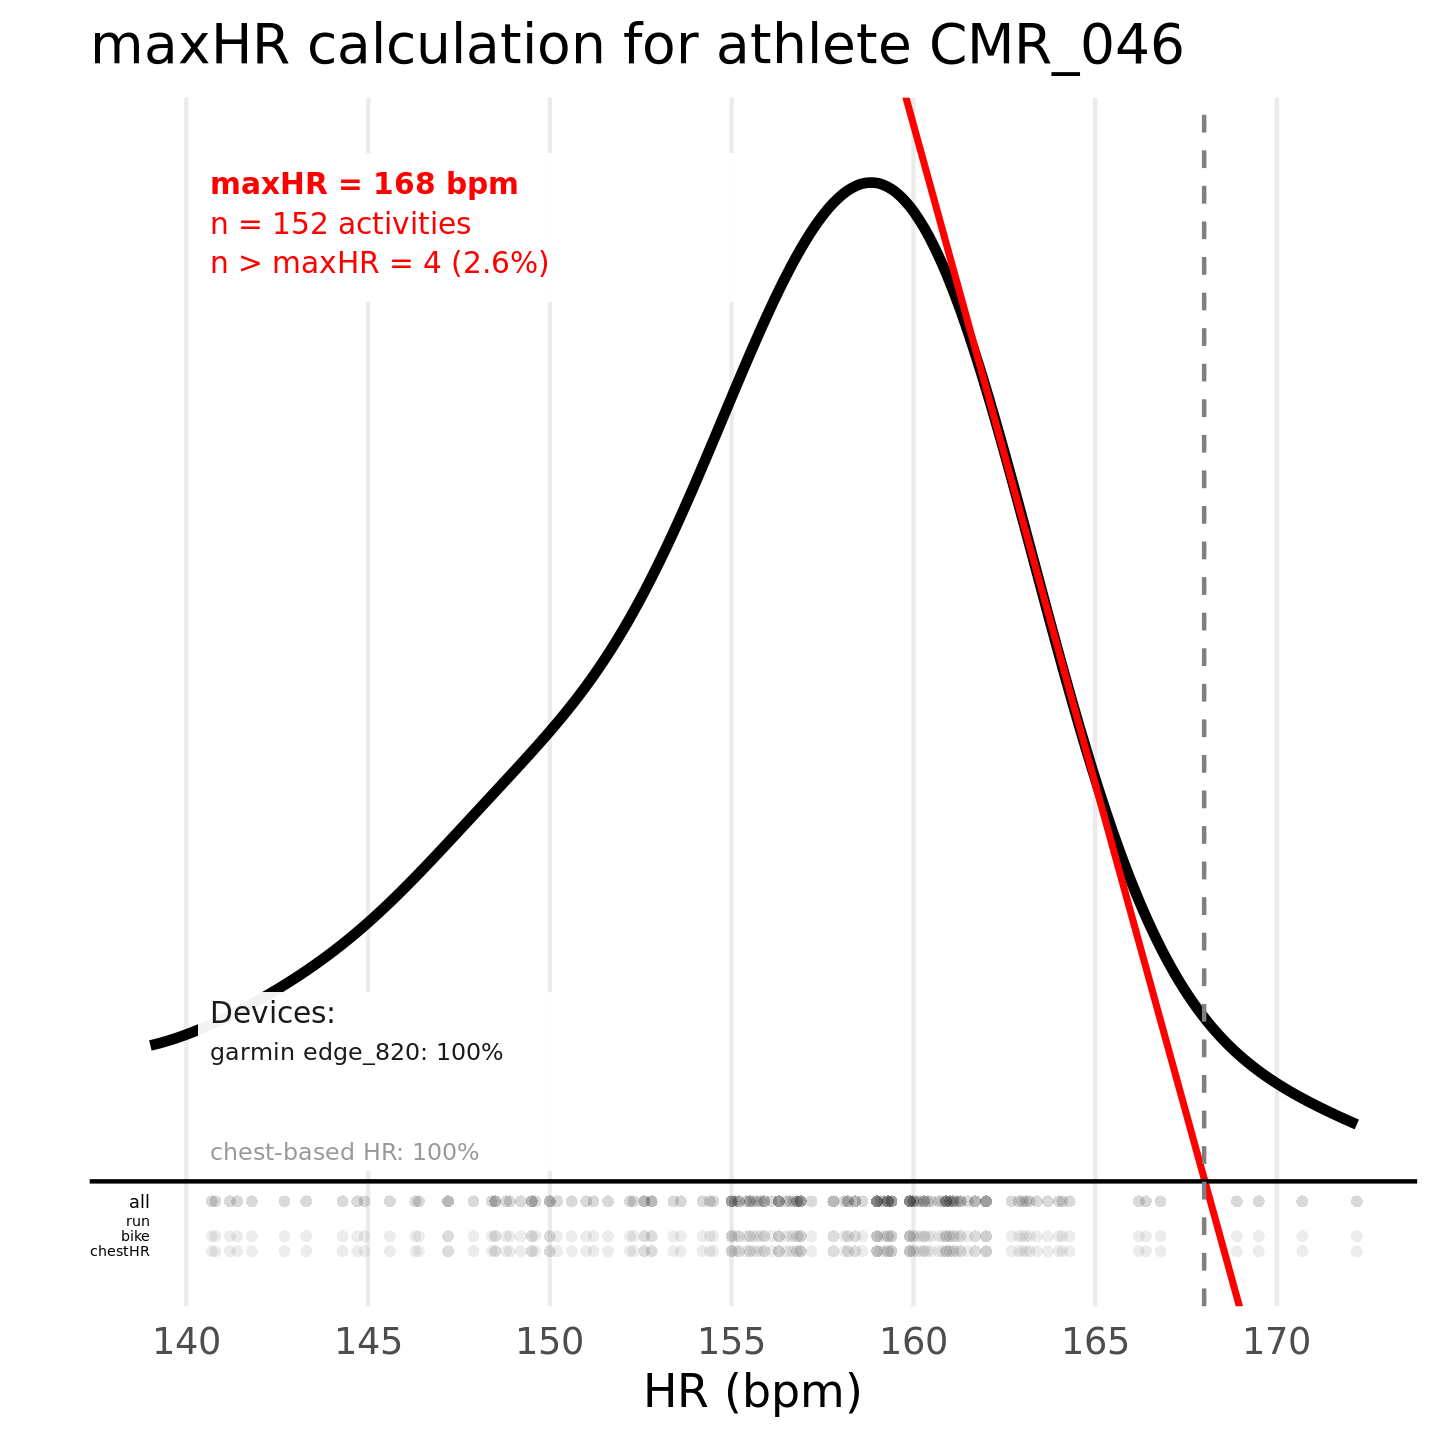 maxHR calculation for athlete CMR_046
maxHR = 168 bpm
n = 152 activities
n > maxHR = 4 (2.6%)
Devices:
garmin edge_820: 100%
chest-based HR: 100%
all
run
bike
chestHR
140 145 150 155 160 165 170
HR (bpm)